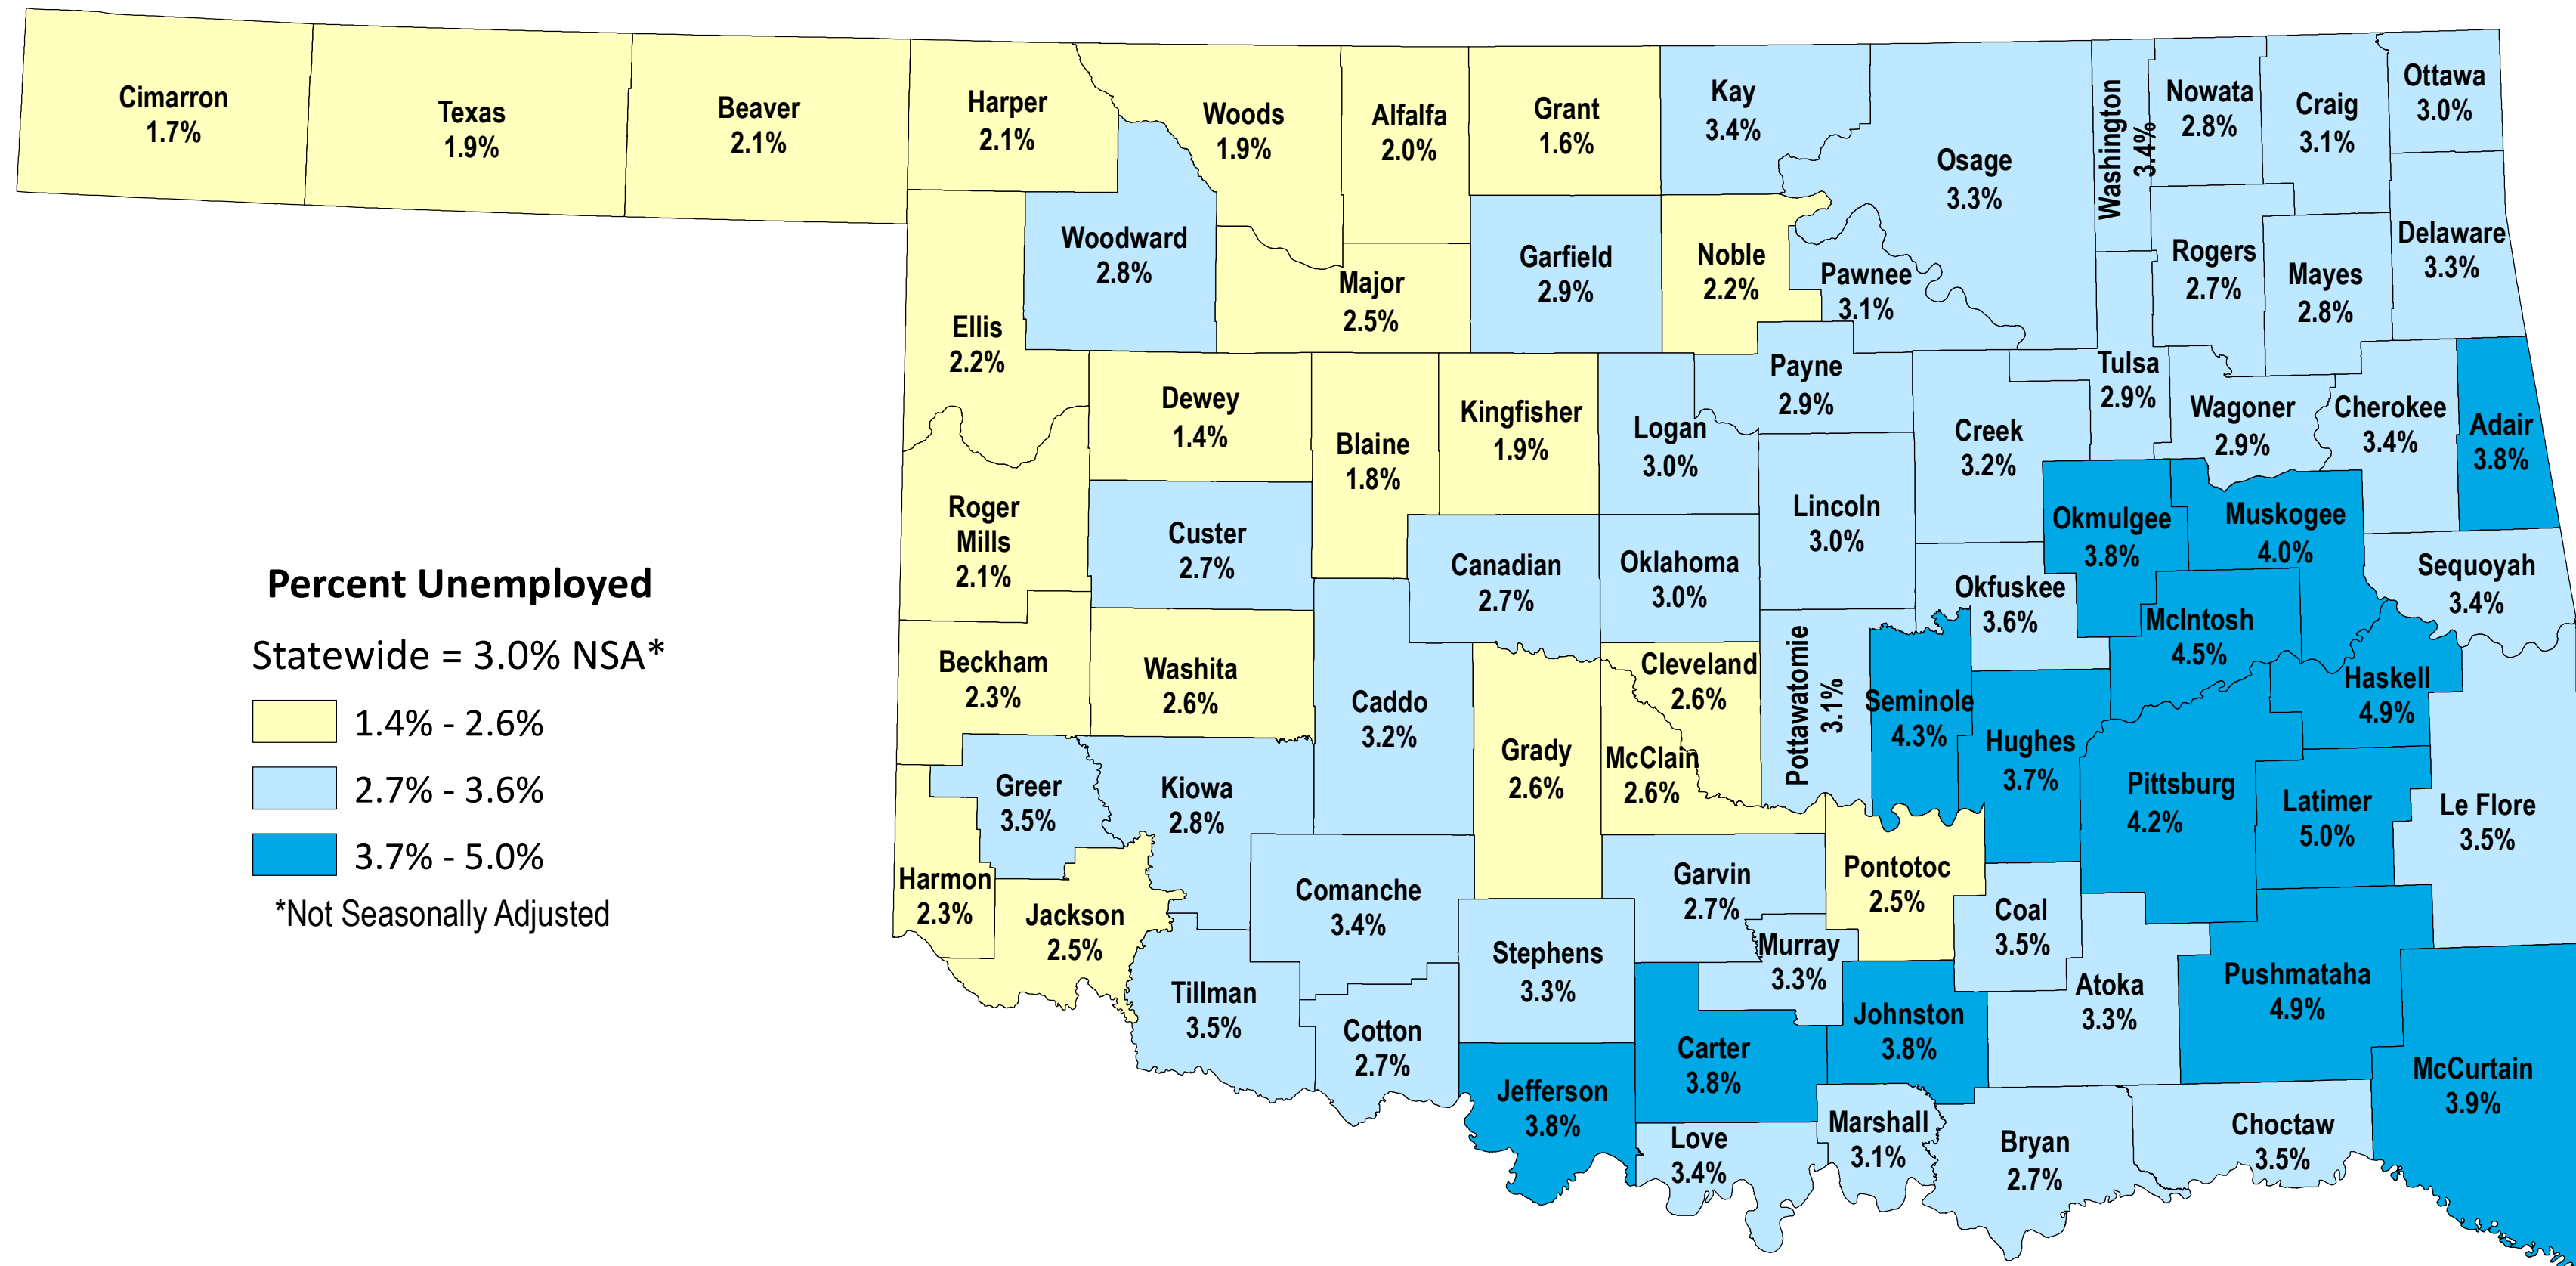 Cimarron
1.7%
Texas
1.9%
Beaver
2.1%
Harper
2.1%
Woods
1.9%
Alfalfa
2.0%
Grant
1.6%
Kay
3.4%
Osage
3.3%
Washington
3.4%
Nowata
2.8%
Craig
3.1%
Ottawa
3.0%
Woodward
2.8%
Ellis
2.2%
Major
2.5%
Garfield
2.9%
Noble
2.2%
Pawnee
3.1%
Rogers
2.7%
Mayes
2.8%
Delaware
3.3%
Dewey
1.4%
Blaine
1.8%
Kingfisher
1.9%
Logan
3.0%
Payne
2.9%
Creek
3.2%
Tulsa
2.9%
Wagoner
2.9%
Cherokee
3.4%
Adair
3.8%
Roger
Mills
2.1%
Custer
2.7%
Canadian
2.7%
Oklahoma
3.0%
Lincoln
3.0%
Okfuskee
3.6%
Okmulgee
3.8%
Muskogee
4.0%
Sequoyah
3.4%
McIntosh
4.5%
Haskell
4.9%
Percent Unemployed
Statewide = 3.0% NSA*
1.4% - 2.6%
2.7% - 3.6%
3.7% - 5.0%
*Not Seasonally Adjusted
Beckham
2.3%
Washita
2.6%
Caddo
3.2%
Grady
2.6%
Cleveland
2.6%
McClain
2.6%
Pottawatomie
3.1%
Seminole
4.3%
Hughes
3.7%
Pittsburg
4.2%
Latimer
5.0%
Le Flore
3.5%
Greer
3.5%
Kiowa
2.8%
Harmon
2.3%
Jackson
2.5%
Comanche
3.4%
Garvin
2.7%
Pontotoc
2.5%
Coal
3.5%
Murray
3.3%
Stephens
3.3%
Tillman
3.5%
Cotton
2.7%
Atoka
3.3%
Pushmataha
4.9%
Johnston
3.8%
Carter
3.8%
Jefferson
3.8%
Love
3.4%
Marshall
3.1%
Bryan
2.7%
Choctaw
3.5%
McCurtain
3.9%